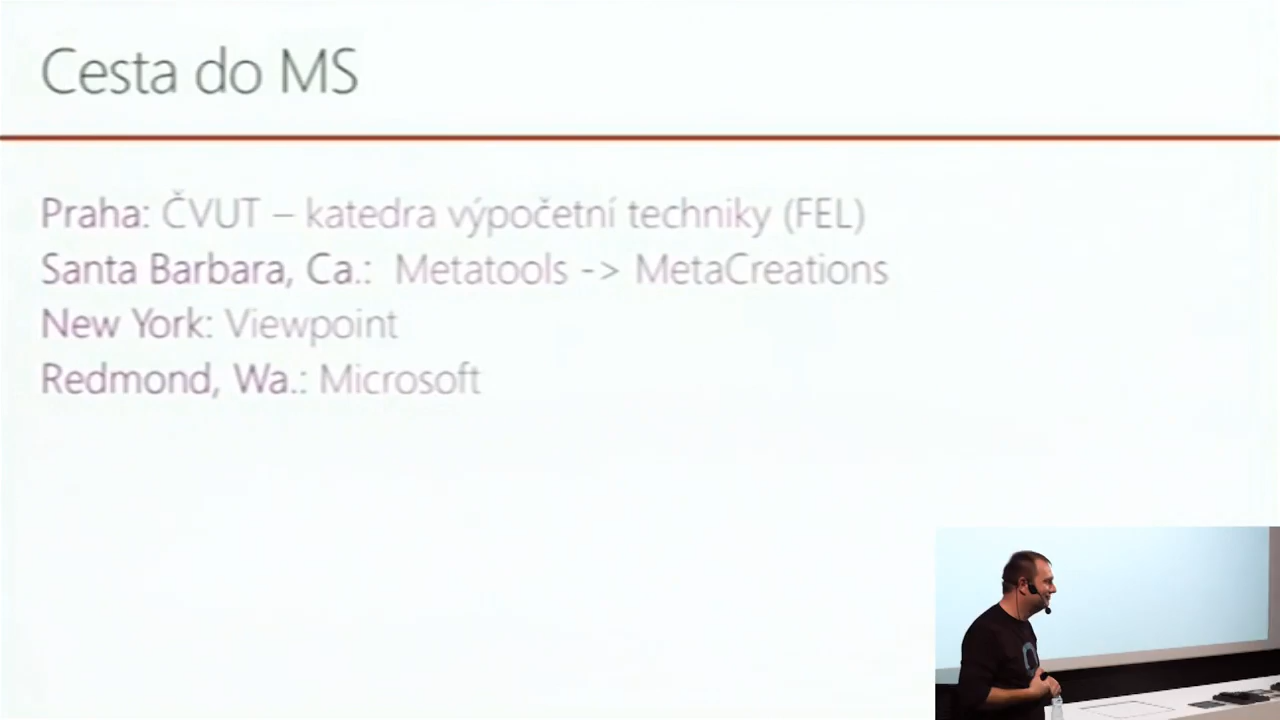 Cesta do MS
Praha: ČVUT – katedra výpočetní techniky (FEL)
Santa Barbara, Ca.: Metatools -> MetaCreations
New York: Viewpoint
Redmond, Wa.: Microsoft